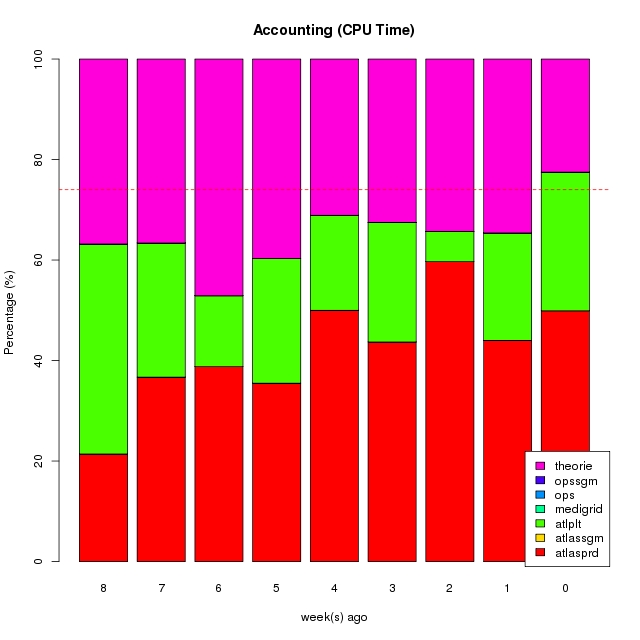 Accounting (CPU Time)
Percentage (%)
100
80
60
40
20
0
theorie
opssgm
ops
medigrid
atlplt
atlassgm
atlasprd
8 7 6 5 4 3 2 1 0
week(s) ago